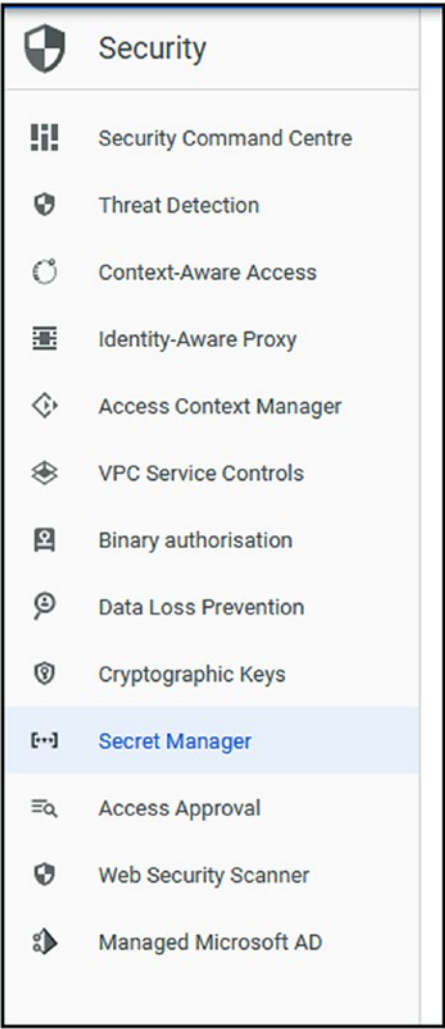 Security
Security Command Centre
Threat Detection
Context-Aware Access
Identity-Aware Proxy
Access Context Manager
VPC Service Controls
Binary authorisation
Data Loss Prevention
Cryptographic Keys
Secret Manager
Access Approval
Web Security Scanner
Managed Microsoft AD